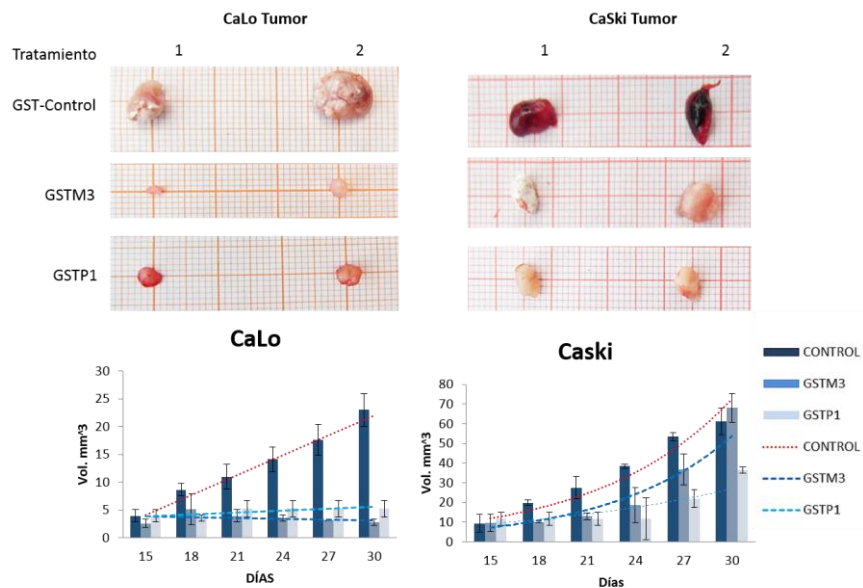 CaLo Tumor
CaSki Tumor
Tratamiento
1
2
1
2
GST-Control
GSTM3
GSTP1
CaLo
Vol. mm^3
30
25
20
15
10
5
0
15 18 21 24 27 30
DÍAS
Caski
Vol. mm^3
80
70
60
50
40
30
20
10
0
15 18 21 24 27 30
Días
CONTROL
GSTM3
GSTP1
CONTROL
GSTM3
GSTP1